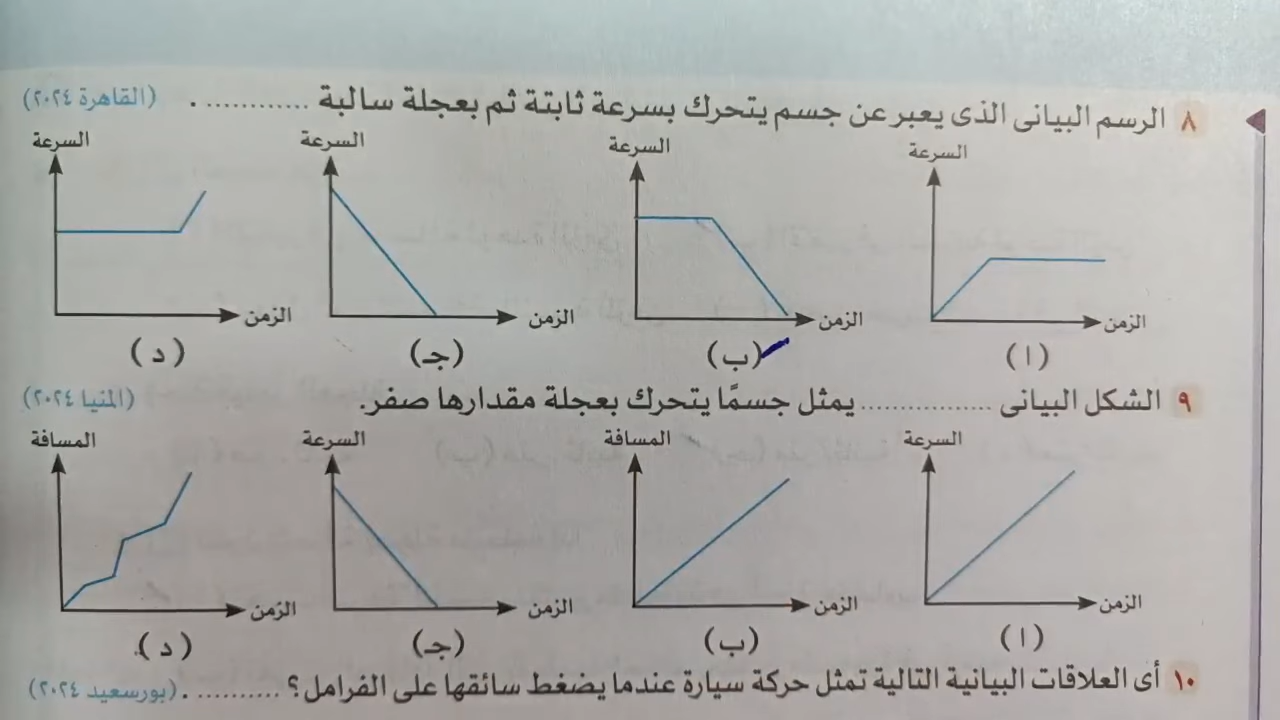 ٨ الرسم البيانى الذى يعبر عن جسم يتحرك بسرعة ثابتة ثم بعجلة سالبة ............ . (القاهرة ٢٠٢٤)
السرعة السرعة السرعة السرعة
الزمن الزمن الزمن الزمن
(ا) (ب) (جـ) (د)
٩ الشكل البيانى ................ يمثل جسمًا يتحرك بعجلة مقدارها صفر. (المنيا ٢٠٢٤)
السرعة المسافة السرعة المسافة
الزمن الزمن الزمن الزمن
(ا) (ب) (جـ) (د)
١٠ أى العلاقات البيانية التالية تمثل حركة سيارة عندما يضغط سائقها على الفرامل؟ ............ . (بورسعيد ٢٠٢٤)